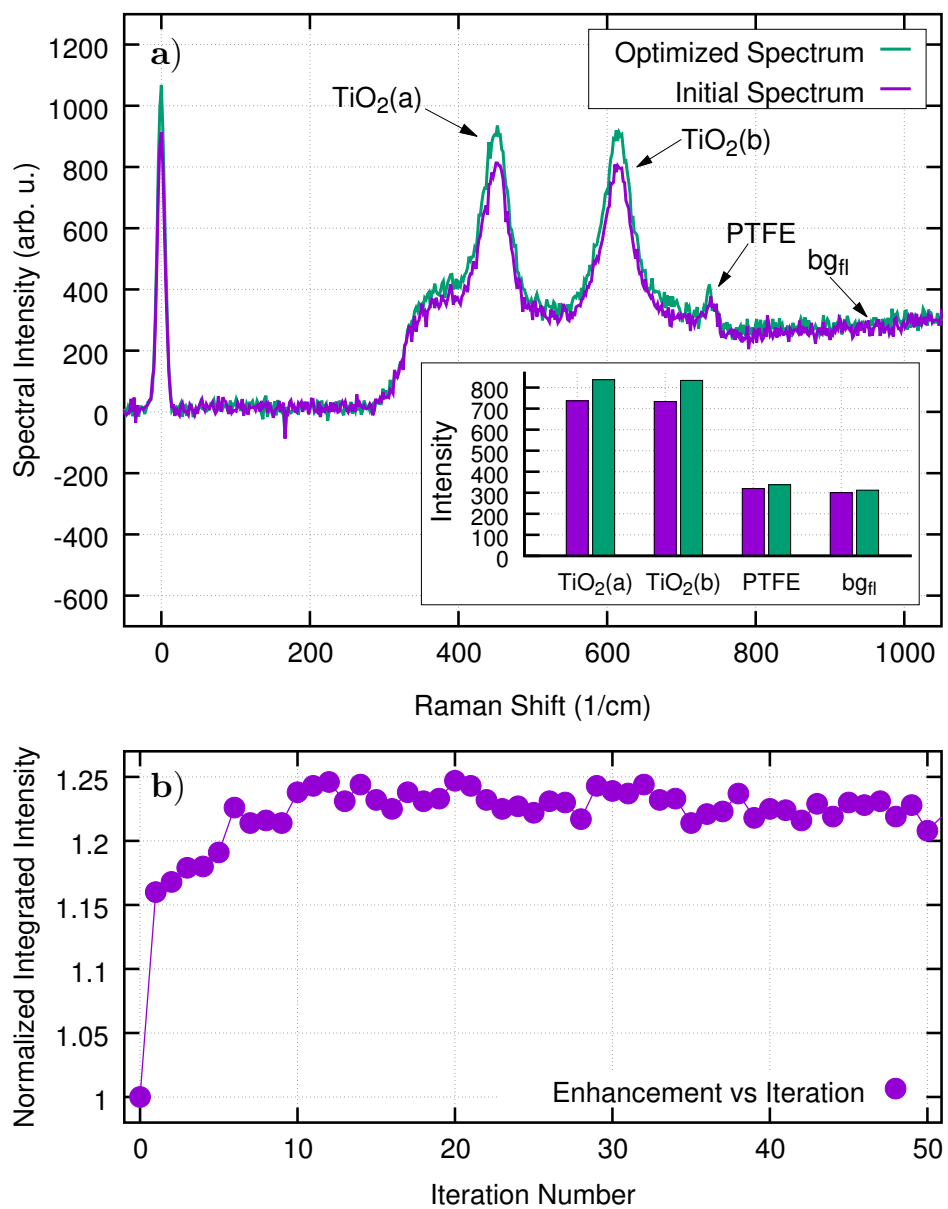 a)
Optimized Spectrum
Initial Spectrum
TiO2(a)
TiO2(b)
PTFE
bgfl
Spectral Intensity (arb. u.)
1200
1000
800
600
400
200
0
-200
-400
-600
0 200 400 600 800 1000
Raman Shift (1/cm)
Intensity
800
700
600
500
400
300
200
100
0
TiO2(a) TiO2(b) PTFE bgfl
b)
Normalized Integrated Intensity
1.25
1.2
1.15
1.1
1.05
1
Enhancement vs Iteration
0 10 20 30 40 50
Iteration Number